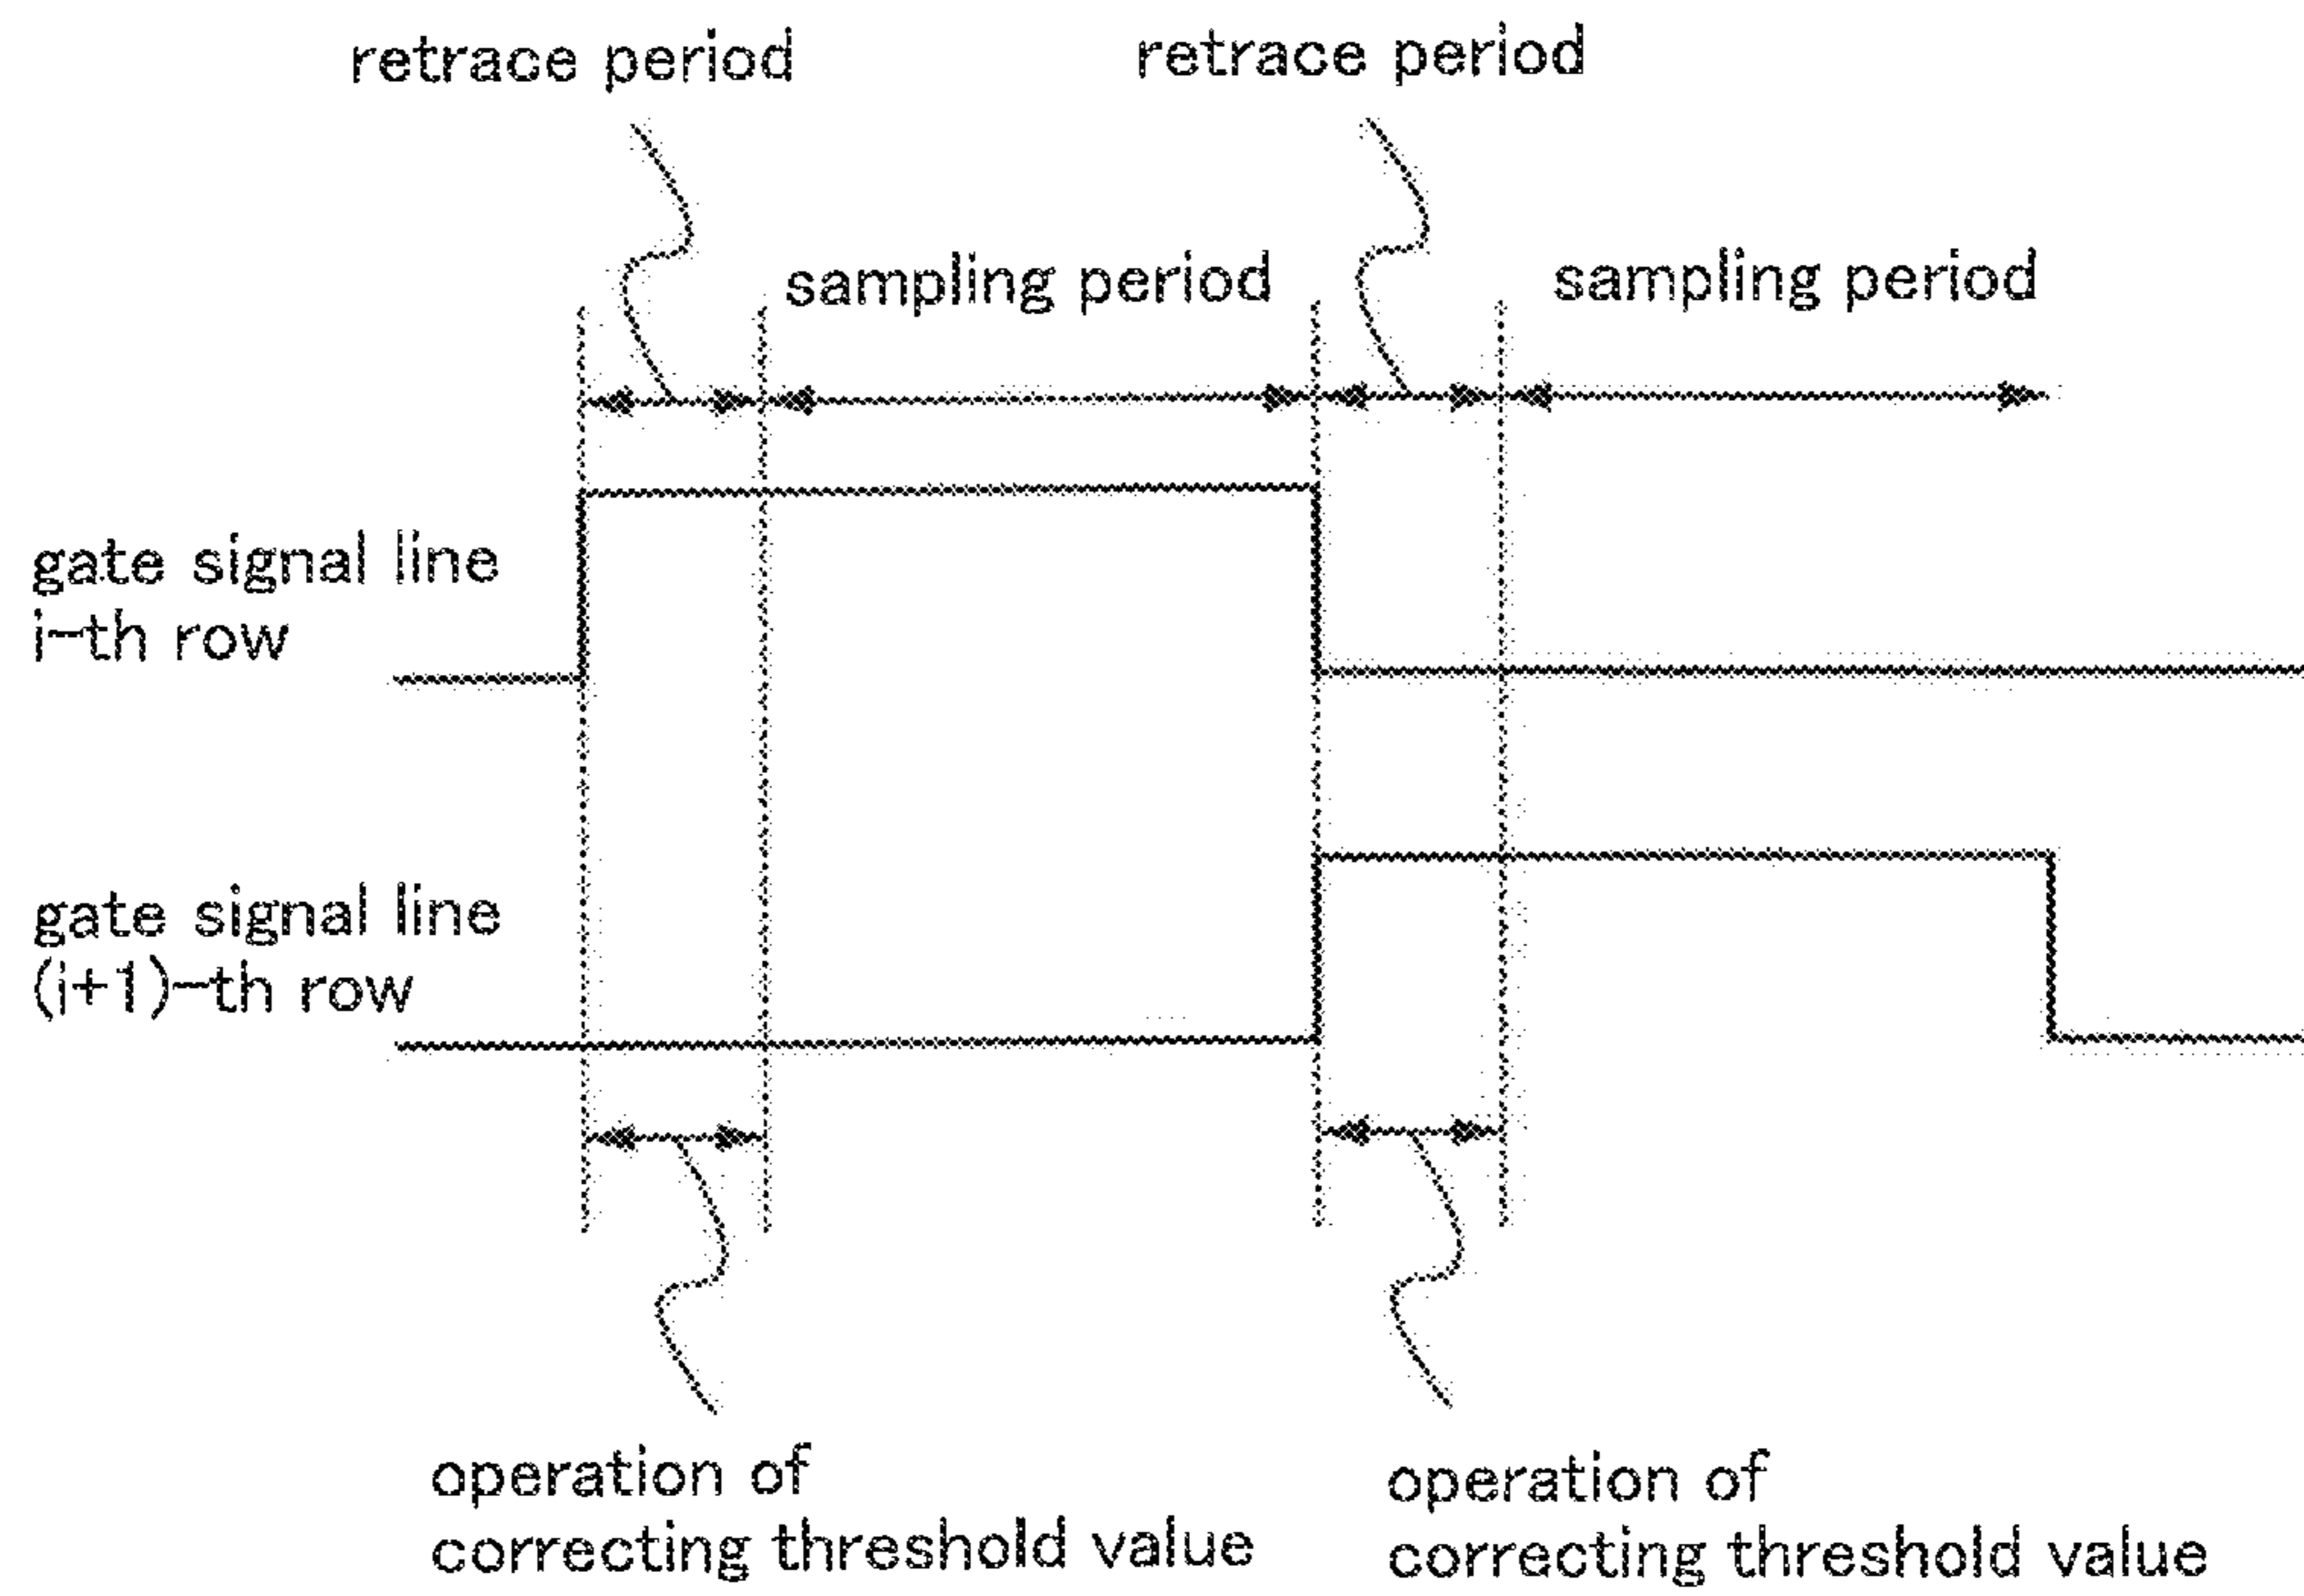 retrace period
retrace period
sampling period
sampling period
gate signal line
i-th row
gate signal line
(i+1)-th row
operation of
correcting threshold value
operation of
correcting threshold value